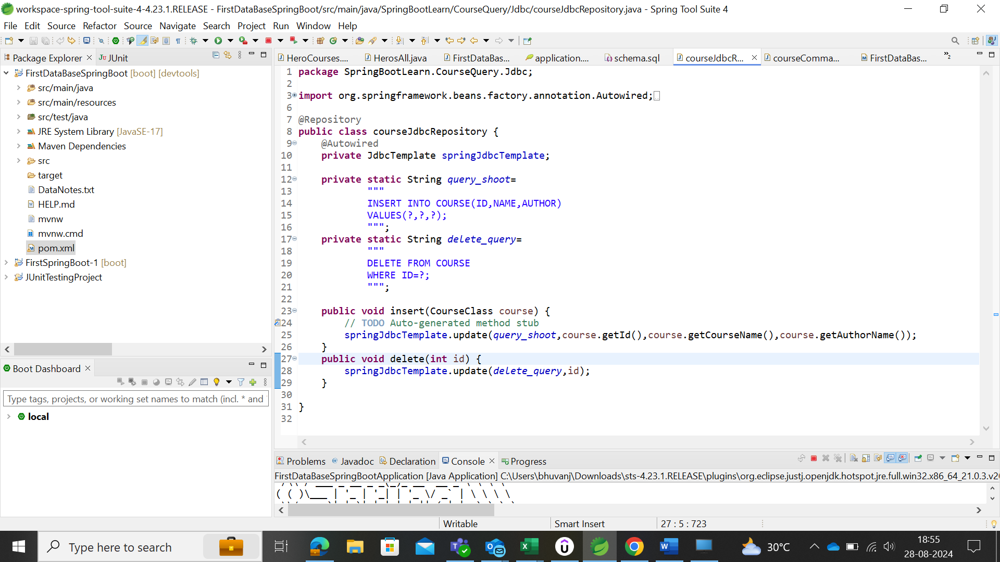 workspace-spring-tool-suite-4-4.23.1.RELEASE - FirstDataBaseSpringBoot/src/main/java/SpringBootLearn/CourseQuery/Jdbc/courseJdbcRepository.java - Spring Tool Suite 4
File Edit Source Refactor Source Navigate Search Project Run Window Help
Package Explorer
JUnit
FirstDataBaseSpringBoot [boot] [devtools]
src/main/java
src/main/resources
src/test/java
JRE System Library [JavaSE-17]
Maven Dependencies
src
target
DataNotes.txt
HELP.md
mvnw
mvnw.cmd
pom.xml
FirstSpringBoot-1 [boot]
JUnitTestingProject
Boot Dashboard
Type tags, projects, or working set names to match (incl. * and
local
HeroCourses....
HerosAll.java
FirstDataBas...
application....
schema.sql
courseJdbcR...
courseComma...
FirstDataBas...
»2
1 package SpringBootLearn.CourseQuery.Jdbc;
2
3 import org.springframework.beans.factory.annotation.Autowired;
6
7 @Repository
8 public class courseJdbcRepository {
9 @Autowired
10 private JdbcTemplate springJdbcTemplate;
11
12 private static String query_shoot=
13 """
14 INSERT INTO COURSE(ID,NAME,AUTHOR)
15 VALUES(?,?,?);
16 """;
17 private static String delete_query=
18 """
19 DELETE FROM COURSE
20 WHERE ID=?;
21 """;
22
23 public void insert(CourseClass course) {
24 // TODO Auto-generated method stub
25 springJdbcTemplate.update(query_shoot,course.getId(),course.getCourseName(),course.getAuthorName());
26 }
27 public void delete(int id) {
28 springJdbcTemplate.update(delete_query,id);
29 }
30
31 }
32
Problems
Javadoc
Declaration
Console
Progress
FirstDataBaseSpringBootApplication [Java Application] C:\Users\bhuvanj\Downloads\sts-4.23.1.RELEASE\plugins\org.eclipse.justj.openjdk.hotspot.jre.full.win32.x86_64_21.0.3.v2
( ( )\___ | '_ | '_| | '_ \/ _` | \ \ \ \
Writable
Smart Insert
27 : 5 : 723
Type here to search
30°C
18:55
28-08-2024